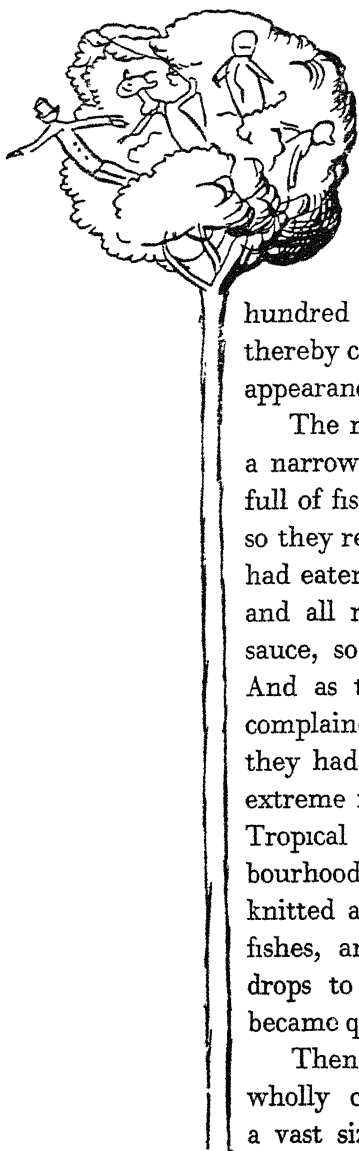 hundred
thereby c
appearanc
The r
a narrow
full of fis
so they re
had eaten
and all r
sauce, so
And as t
complaine
they had
extreme
Tropical
bourhood
knitted a
fishes, an
drops to
became q
Then
wholly c
a vast siz